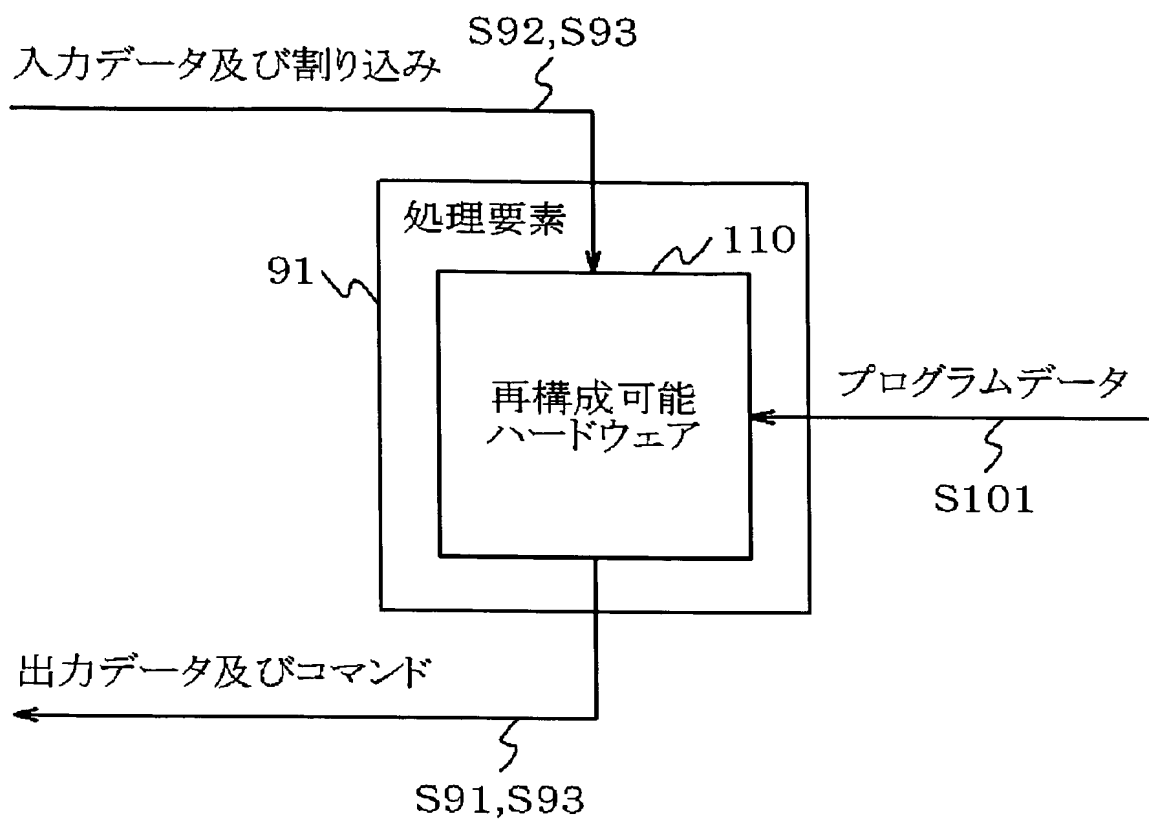 S92,S93
入力データ及び割り込み
処理要素
110
91
再構成可能
ハードウェア
プログラムデータ
S101
出力データ及びコマンド
S91,S93